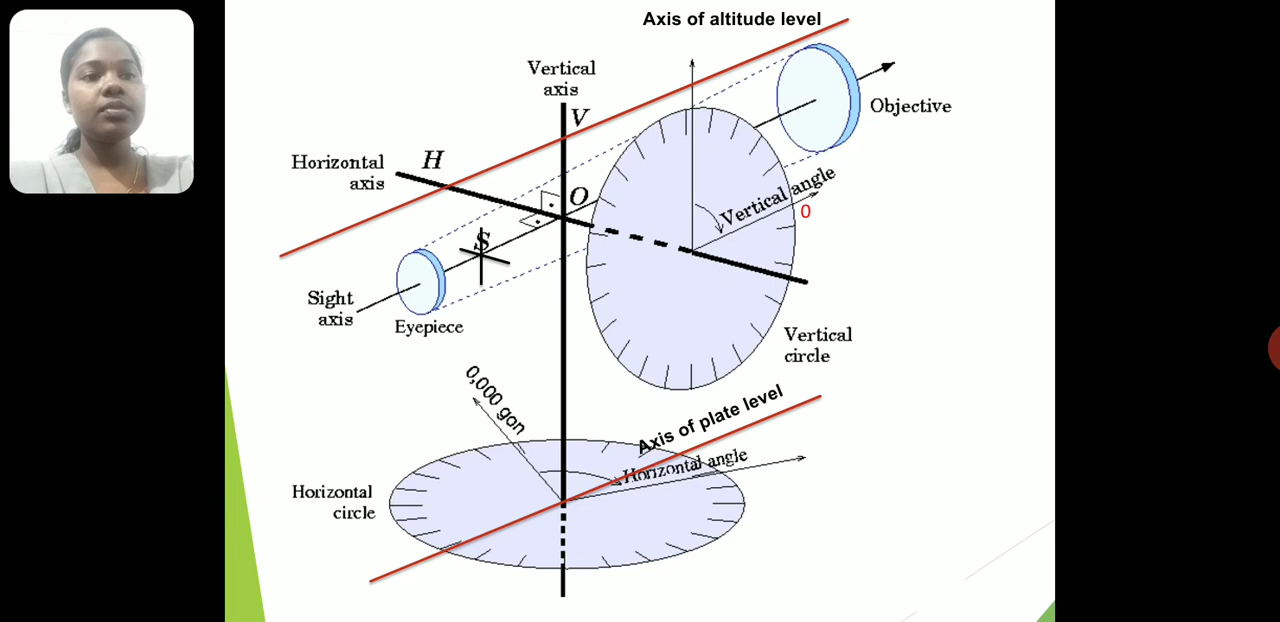 Axis of altitude level
Vertical
axis
V
Objective
Horizontal
axis
H
O
Vertical angle
0
S
Sight
axis
Eyepiece
Vertical
circle
0,000 gon
Axis of plate level
Horizontal angle
Horizontal
circle